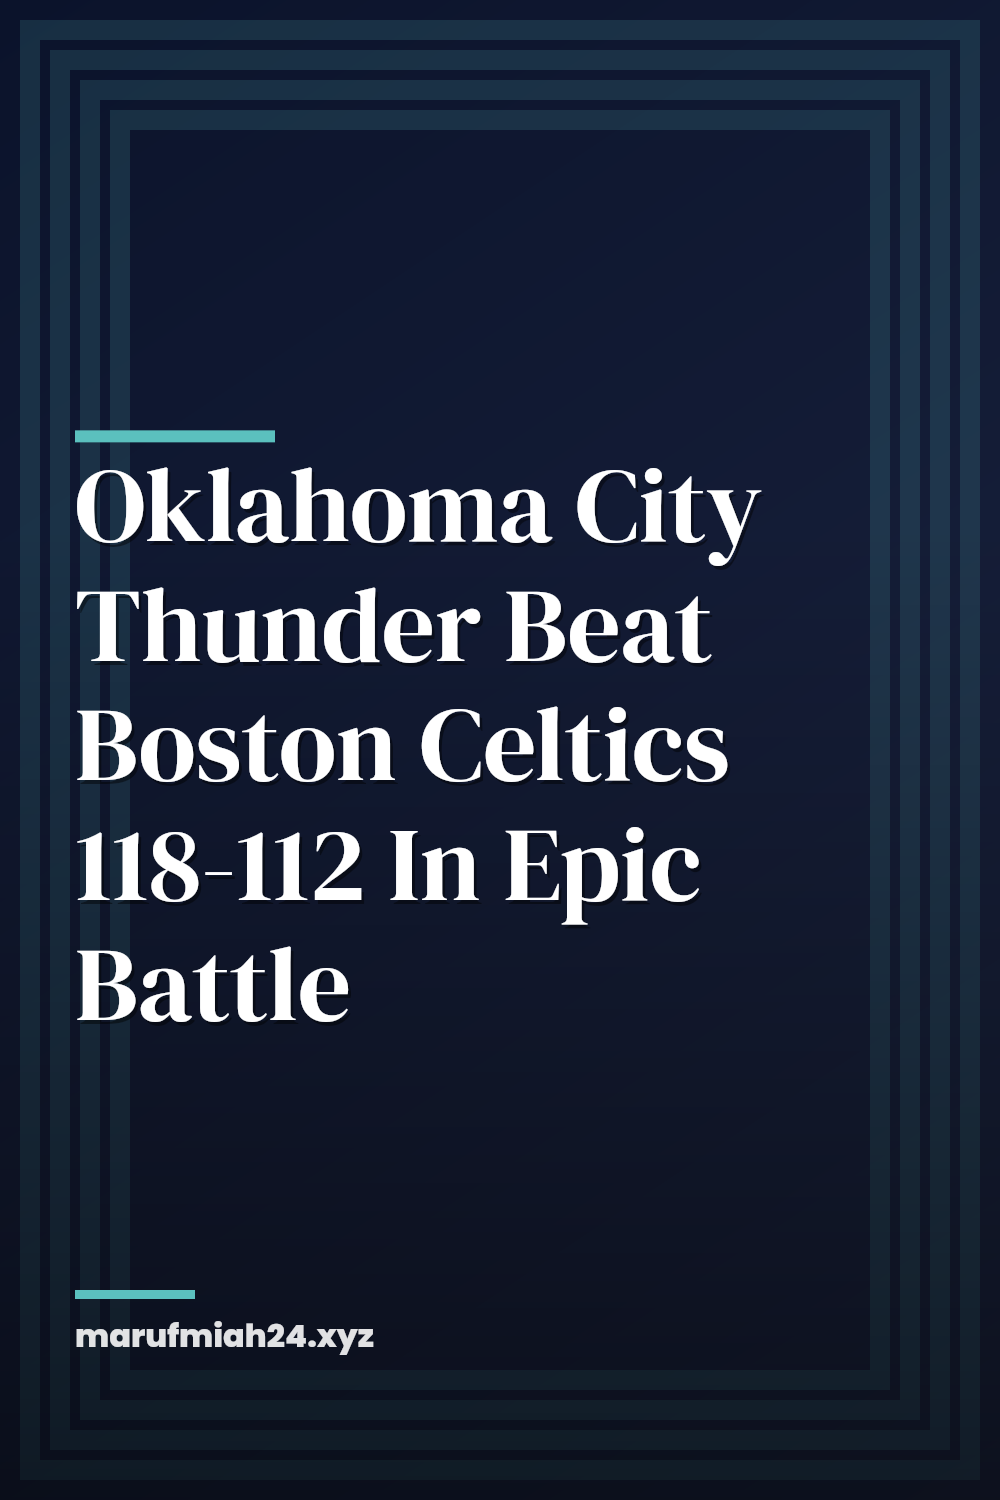 Oklahoma City
Thunder Beat
Boston Celtics
118-112 In Epic
Battle
marufmiah24.xyz